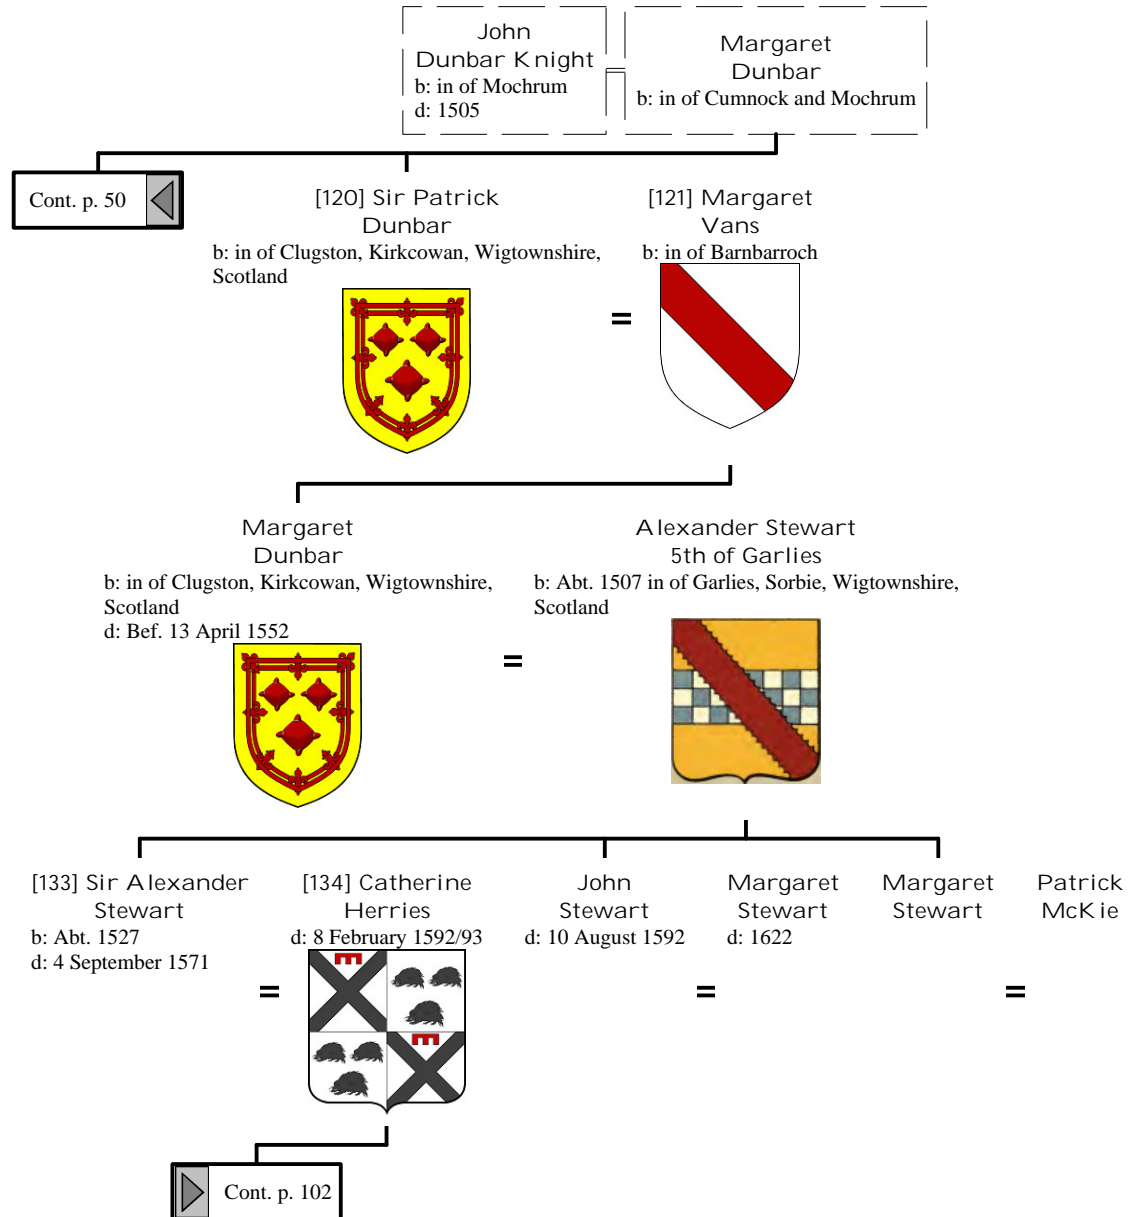 John
Dunbar Knight
b: in of Mochrum
d: 1505
Margaret
Dunbar
b: in of Cumnock and Mochrum
Cont. p. 50
[120] Sir Patrick
Dunbar
b: in of Clugston, Kirkcowan, Wigtownshire,
Scotland
=
[121] Margaret
Vans
b: in of Barnbarroch
Margaret
Dunbar
b: in of Clugston, Kirkcowan, Wigtownshire,
Scotland
d: Bef. 13 April 1552
=
Alexander Stewart
5th of Garlies
b: Abt. 1507 in of Garlies, Sorbie, Wigtownshire,
Scotland
[133] Sir Alexander
Stewart
b: Abt. 1527
d: 4 September 1571
=
[134] Catherine
Herries
d: 8 February 1592/93
John
Stewart
d: 10 August 1592
=
Margaret
Stewart
d: 1622
Margaret
Stewart
=
Patrick
McKie
Cont. p. 102